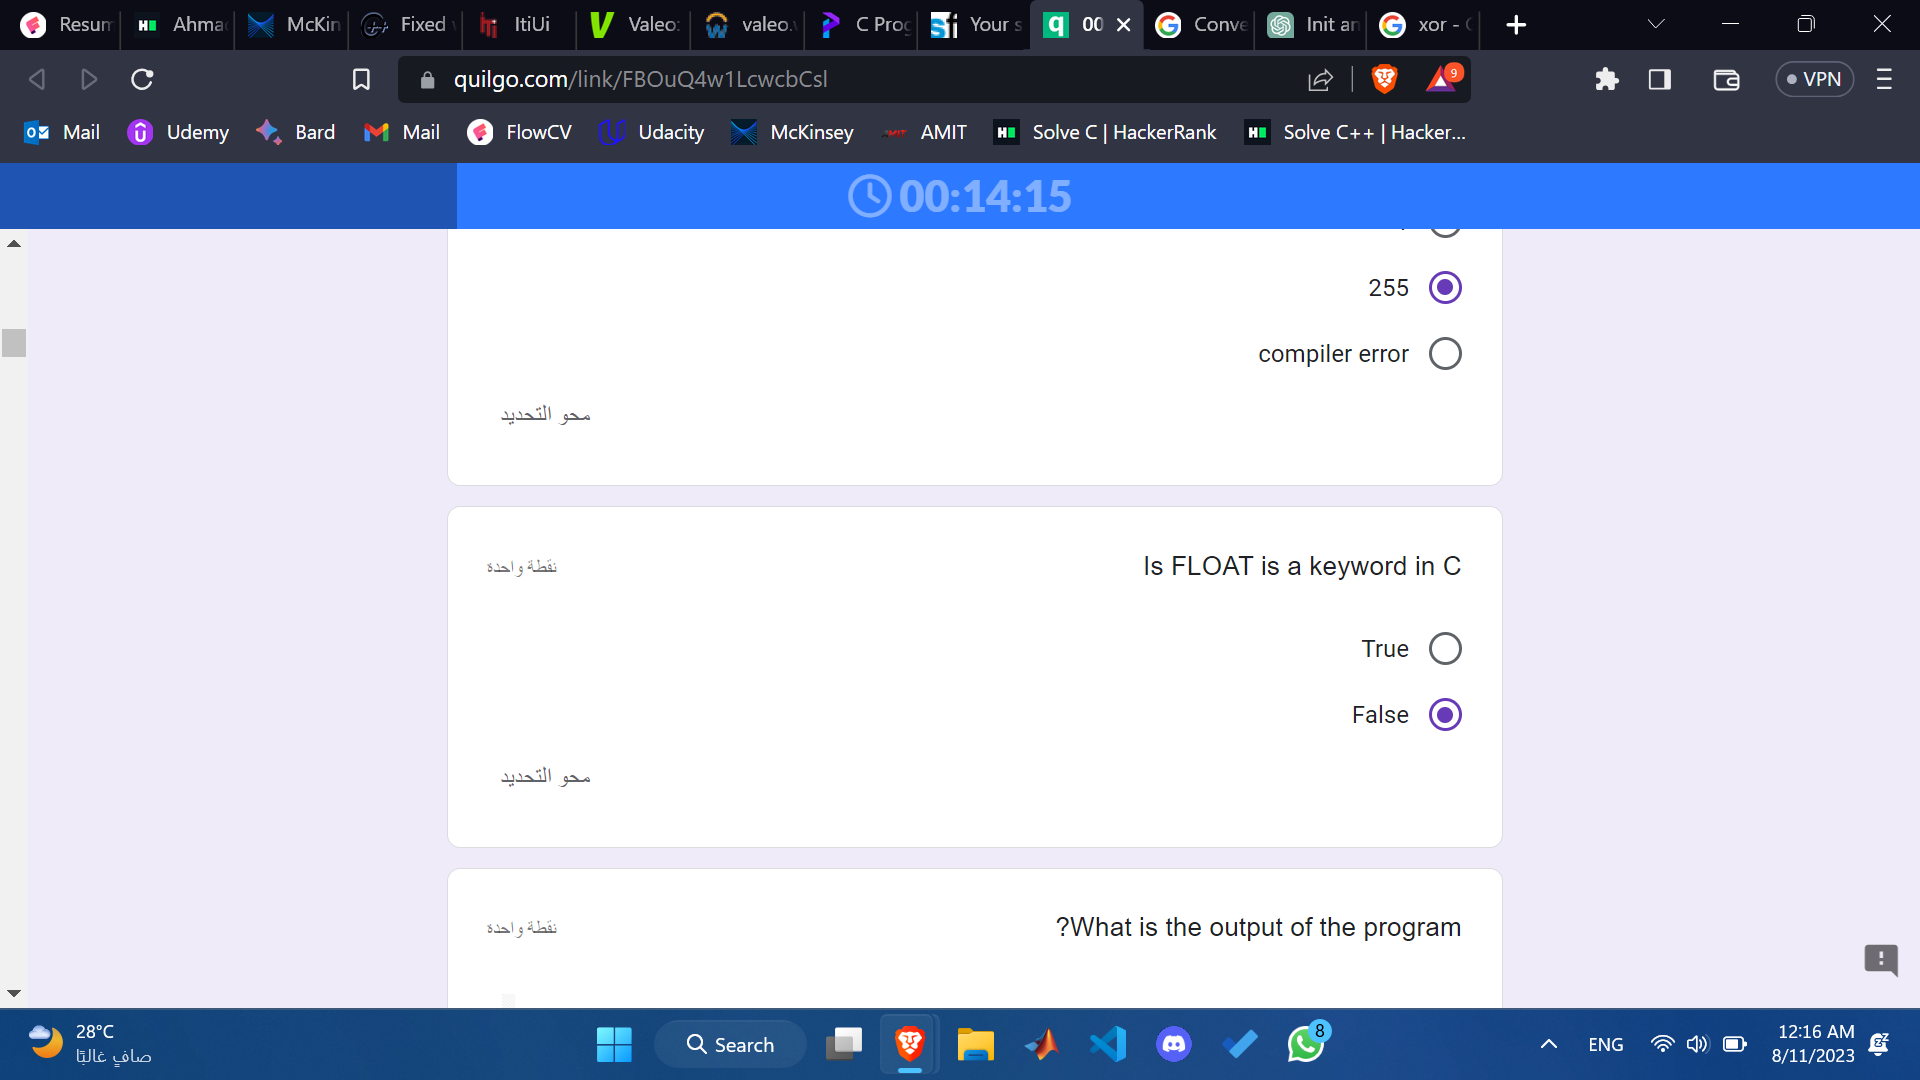 Resum
Ahma
McKin
Fixed
ItiUi
Valeo:
valeo.
C Prog
Your s
00
Conve
Init an
xor -
quilgo.com/link/FBOuQ4w1LcwcbCsl
9
VPN
Mail
Udemy
Bard
Mail
FlowCV
Udacity
McKinsey
AMIT
Solve C | HackerRank
Solve C++ | Hacker...
00:14:15
255
compiler error
محو التحديد
Is FLOAT is a keyword in C
نقطة واحدة
True
False
محو التحديد
?What is the output of the program
نقطة واحدة
28°C
صافٍ غالبًا
Search
8
ENG
12:16 AM
8/11/2023